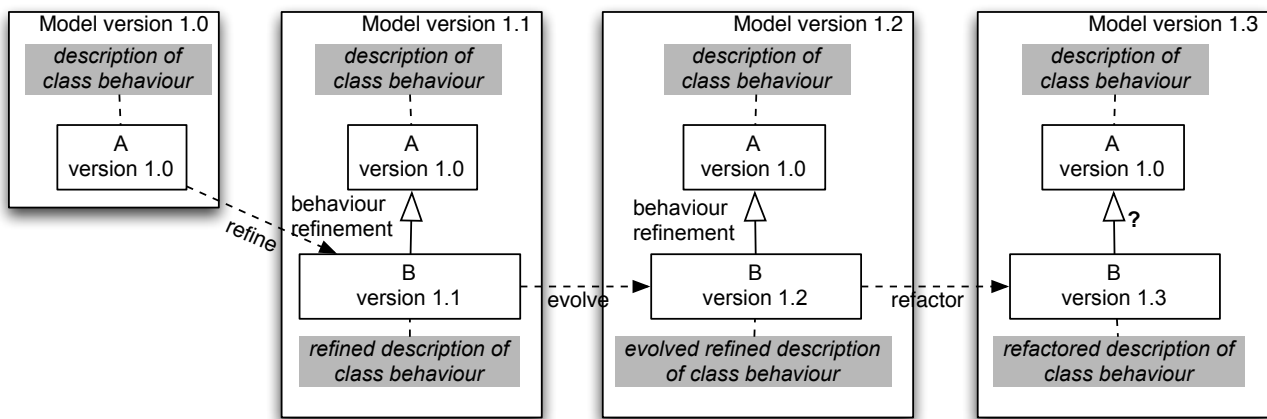 Model version 1.0
description of
class behaviour
A
version 1.0
refine
Model version 1.1
description of
class behaviour
A
version 1.0
behaviour
refinement
B
version 1.1
refined description of
class behaviour
evolve
Model version 1.2
description of
class behaviour
A
version 1.0
behaviour
refinement
B
version 1.2
evolved refined description
of class behaviour
refactor
Model version 1.3
description of
class behaviour
A
version 1.0
?
B
version 1.3
refactored description of
class behaviour